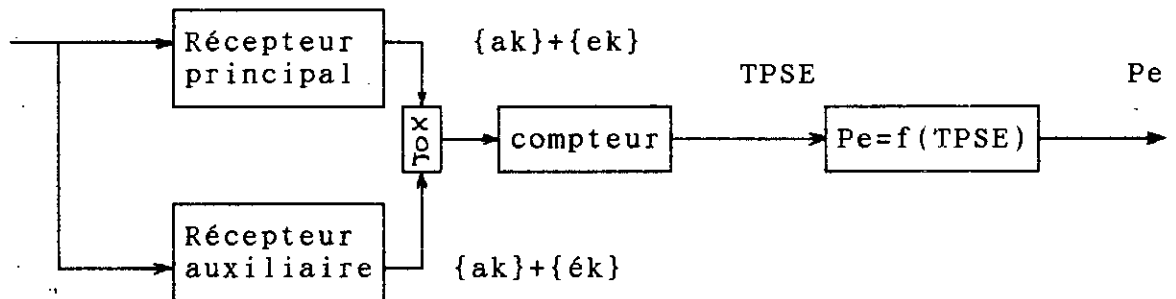 Récepteur
principal
{ak}+{ek}
TPSE
Pe
xor
compteur
Pe=f(TPSE)
Récepteur
auxiliaire
{ak}+{ék}